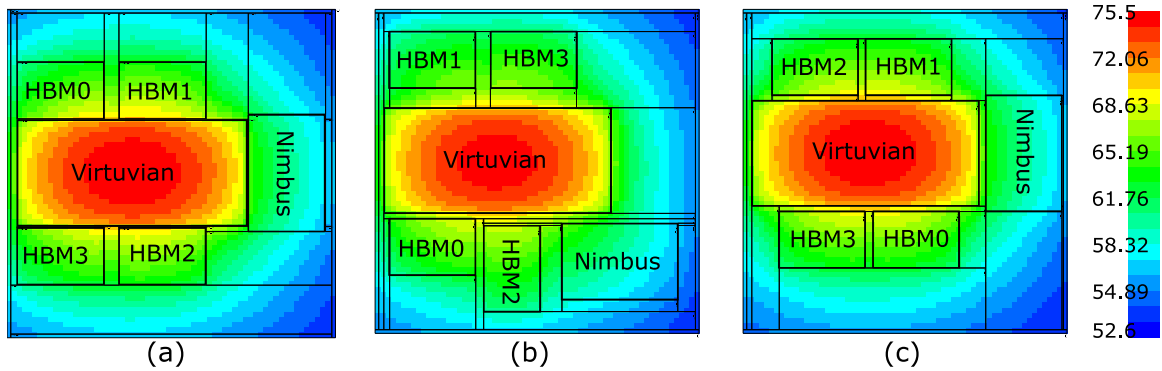 HBM0
HBM1
Virtuvian
Nimbus
HBM3
HBM2
(a)
HBM1
HBM3
Virtuvian
HBM0
HBM2
Nimbus
(b)
HBM2
HBM1
Virtuvian
Nimbus
HBM3
HBM0
(c)
75.5
72.06
68.63
65.19
61.76
58.32
54.89
52.6